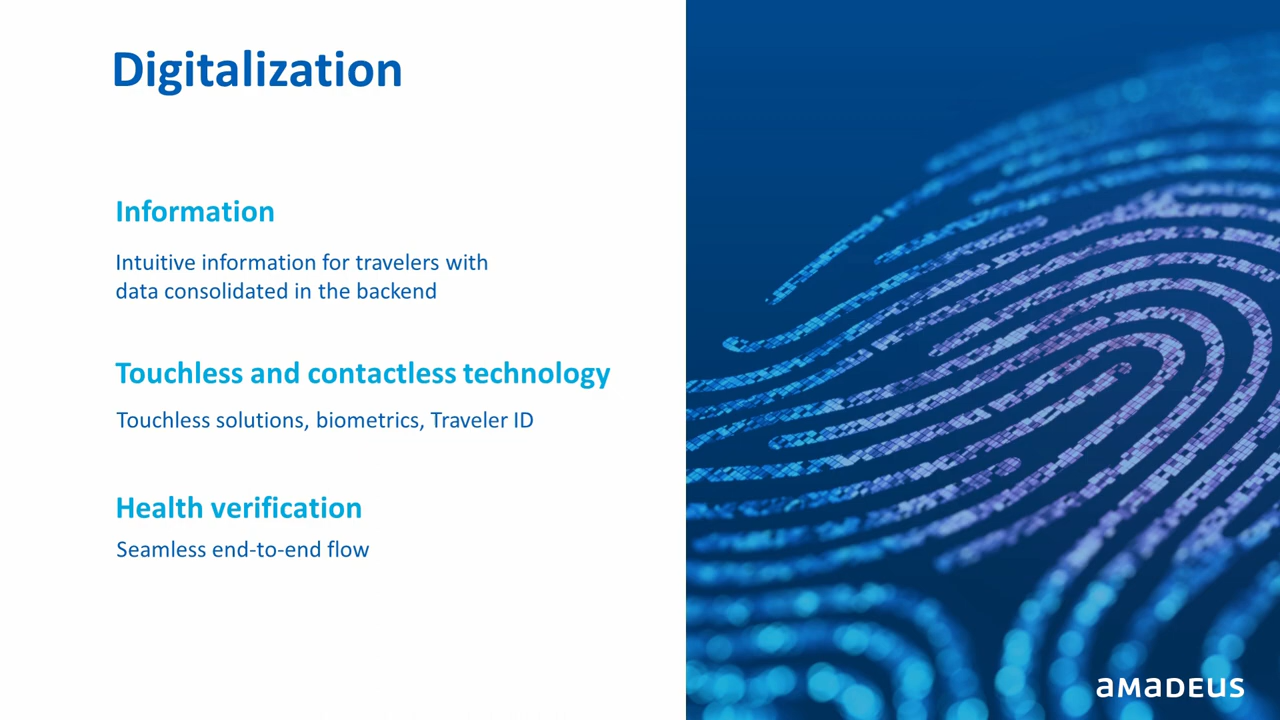 Digitalization
Information
Intuitive information for travelers with
data consolidated in the backend
Touchless and contactless technology
Touchless solutions, biometrics, Traveler ID
Health verification
Seamless end-to-end flow
aMaDEUS